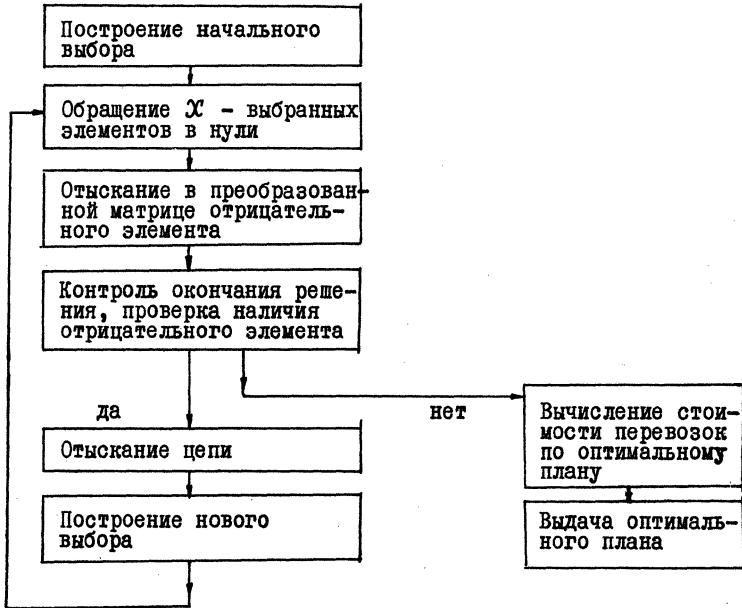 Построение начального
выбора
Обращение X - выбранных
элементов в нули
Отыскание в преобразован-
ной матрице отрицатель-
ного элемента
Контроль окончания реше-
ния, проверка наличия
отрицательного элемента
да
нет
Отыскание цепи
Построение нового
выбора
Вычисление стои-
мости перевозок
по оптимальному
плану
Выдача оптималь-
ного плана